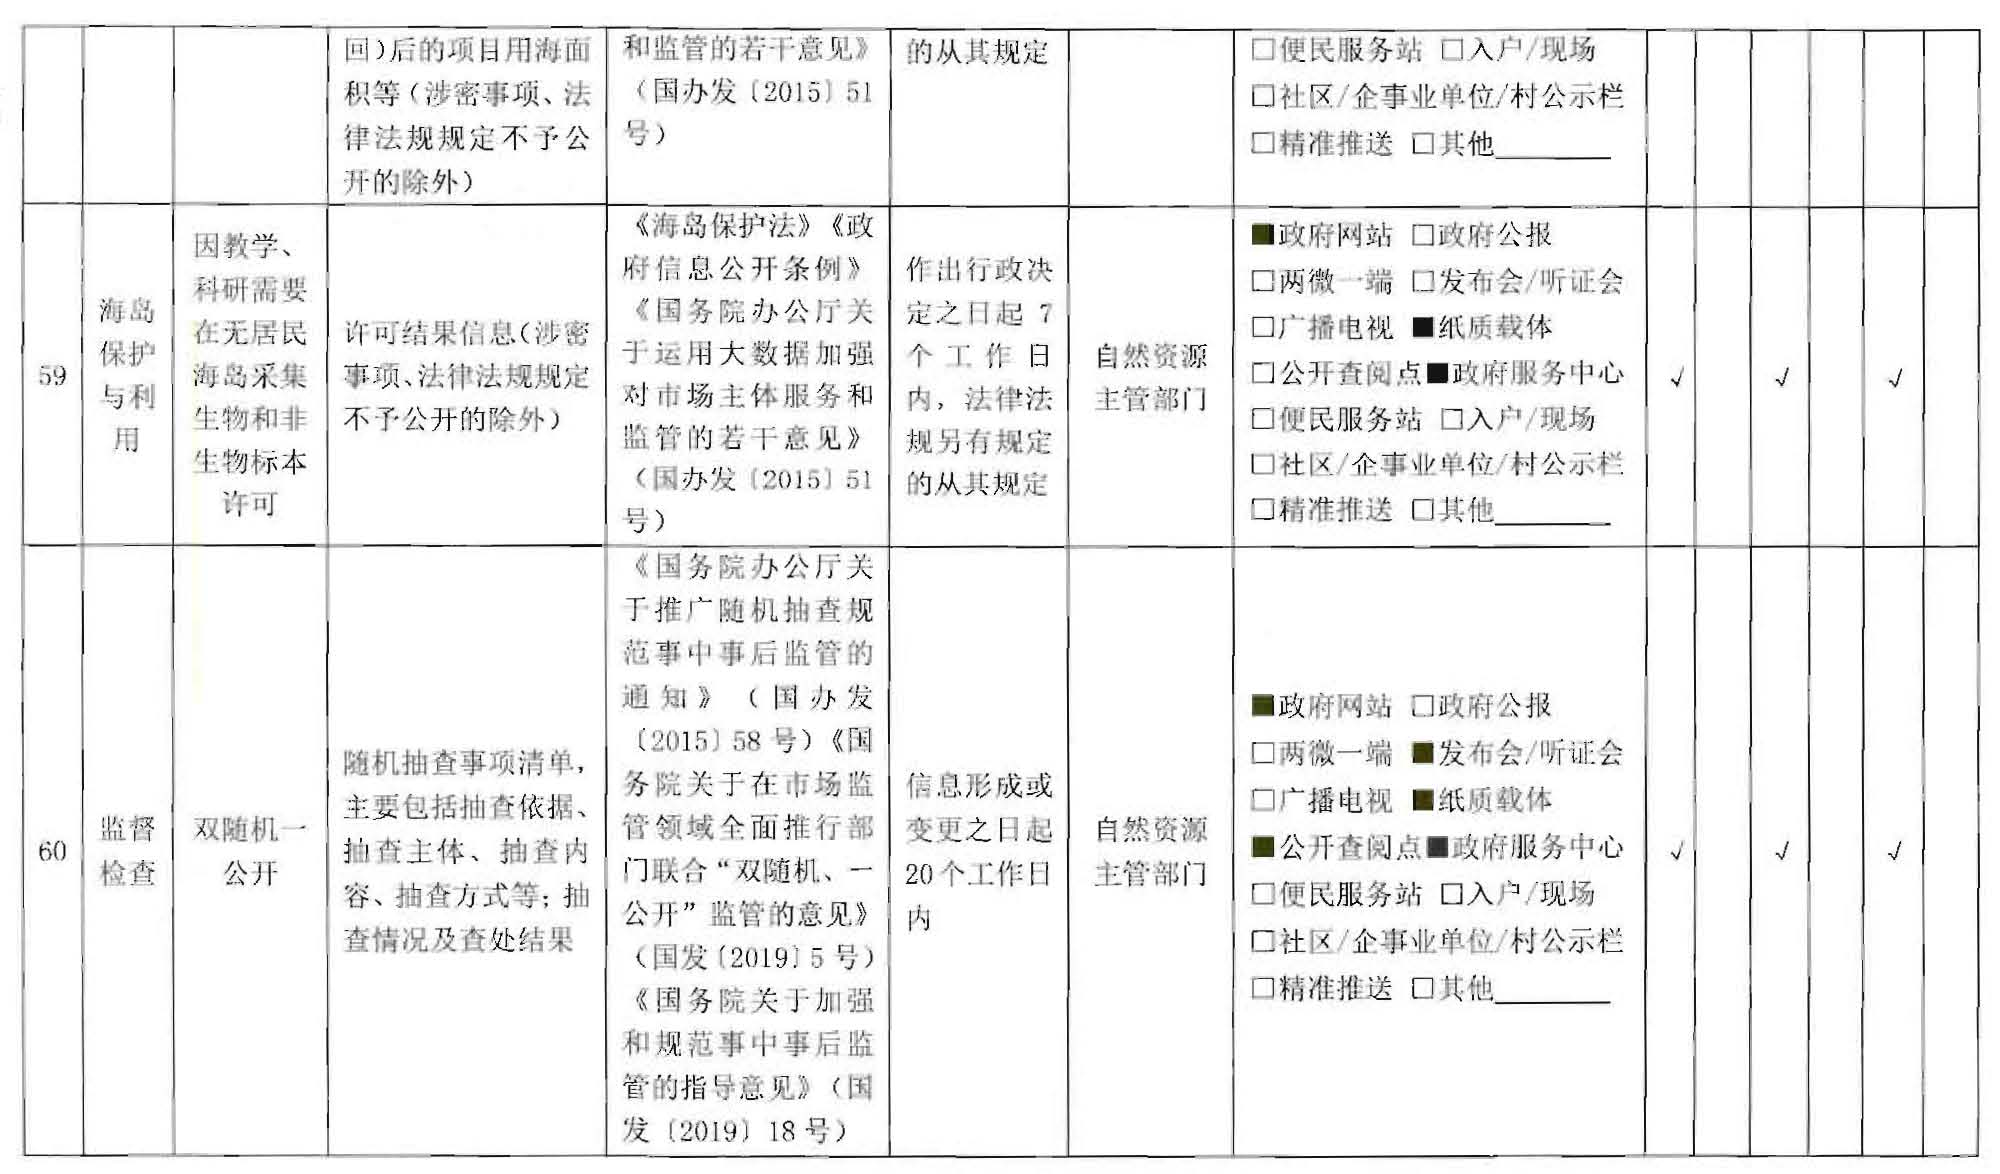 回)后的项目用海面
积等(涉密事项、法
律法规规定不予公
开的除外)
和监管的若干意见》
(国办发〔2015〕51
号)
的从其规定
□便民服务站 □入户/现场
□社区/企事业单位/村公示栏
□精准推送 □其他________
59
海岛
保护
与利
用
因教学、
科研需要
在无居民
海岛采集
生物和非
生物标本
许可
许可结果信息(涉密
事项、法律法规规定
不予公开的除外)
《海岛保护法》《政
府信息公开条例》
《国务院办公厅关
于运用大数据加强
对市场主体服务和
监管的若干意见》
(国办发〔2015〕51
号)
作出行政决
定之日起 7
个工作日
内，法律法
规另有规定
的从其规定
自然资源
主管部门
■政府网站 □政府公报
□两微一端 □发布会/听证会
□广播电视 ■纸质载体
□公开查阅点■政府服务中心
□便民服务站 □入户/现场
□社区/企事业单位/村公示栏
□精准推送 □其他________
√ √ √
60
监督
检查
双随机一
公开
随机抽查事项清单，
主要包括抽查依据、
抽查主体、抽查内
容、抽查方式等；抽
查情况及查处结果
《国务院办公厅关
于推广随机抽查规
范事中事后监管的
通知》(国办发
〔2015〕58 号)《国
务院关于在市场监
管领域全面推行部
门联合“双随机、一
公开”监管的意见》
(国发〔2019〕5 号)
《国务院关于加强
和规范事中事后监
管的指导意见》(国
发〔2019〕18号)
信息形成或
变更之日起
20个工作日
内
自然资源
主管部门
■政府网站 □政府公报
□两微一端 ■发布会/听证会
□广播电视 ■纸质载体
■公开查阅点■政府服务中心
□便民服务站 □入户/现场
□社区/企事业单位/村公示栏
□精准推送 □其他________
√ √ √